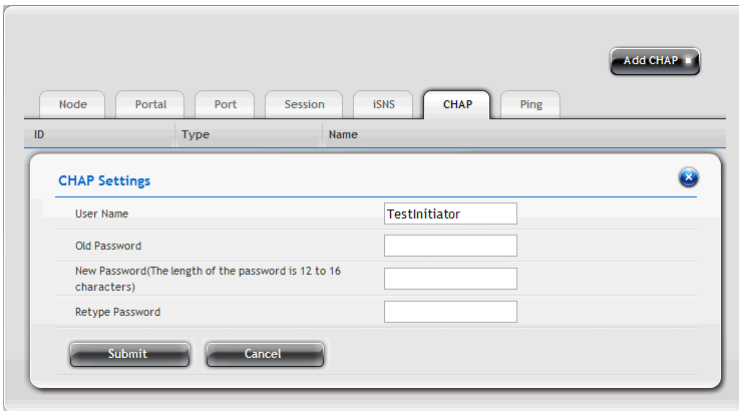 Add CHAP
Node Portal Port Session iSNS CHAP Ping
ID Type Name
CHAP Settings
User Name TestInitiator
Old Password
New Password(The length of the password is 12 to 16
characters)
Retype Password
Submit Cancel